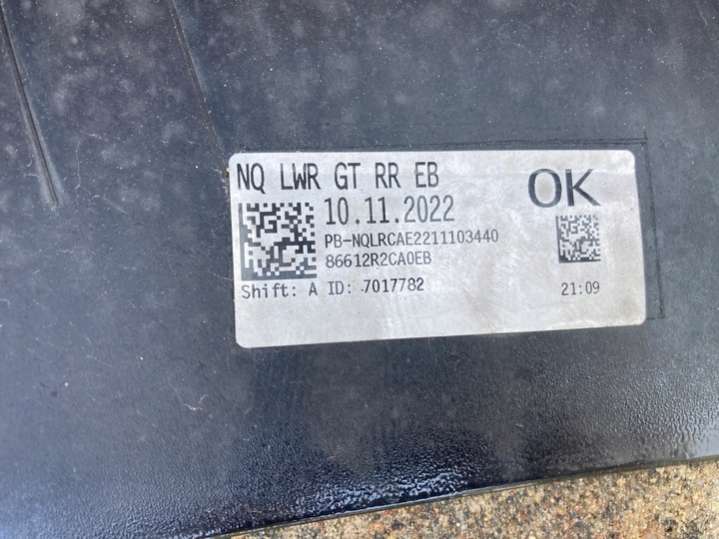 NQ LWR GT RR EB
OK
10.11.2022
PB-NQLRCAE2211103440
86612R2CA0EB
Shift: A ID: 7017782
21:09